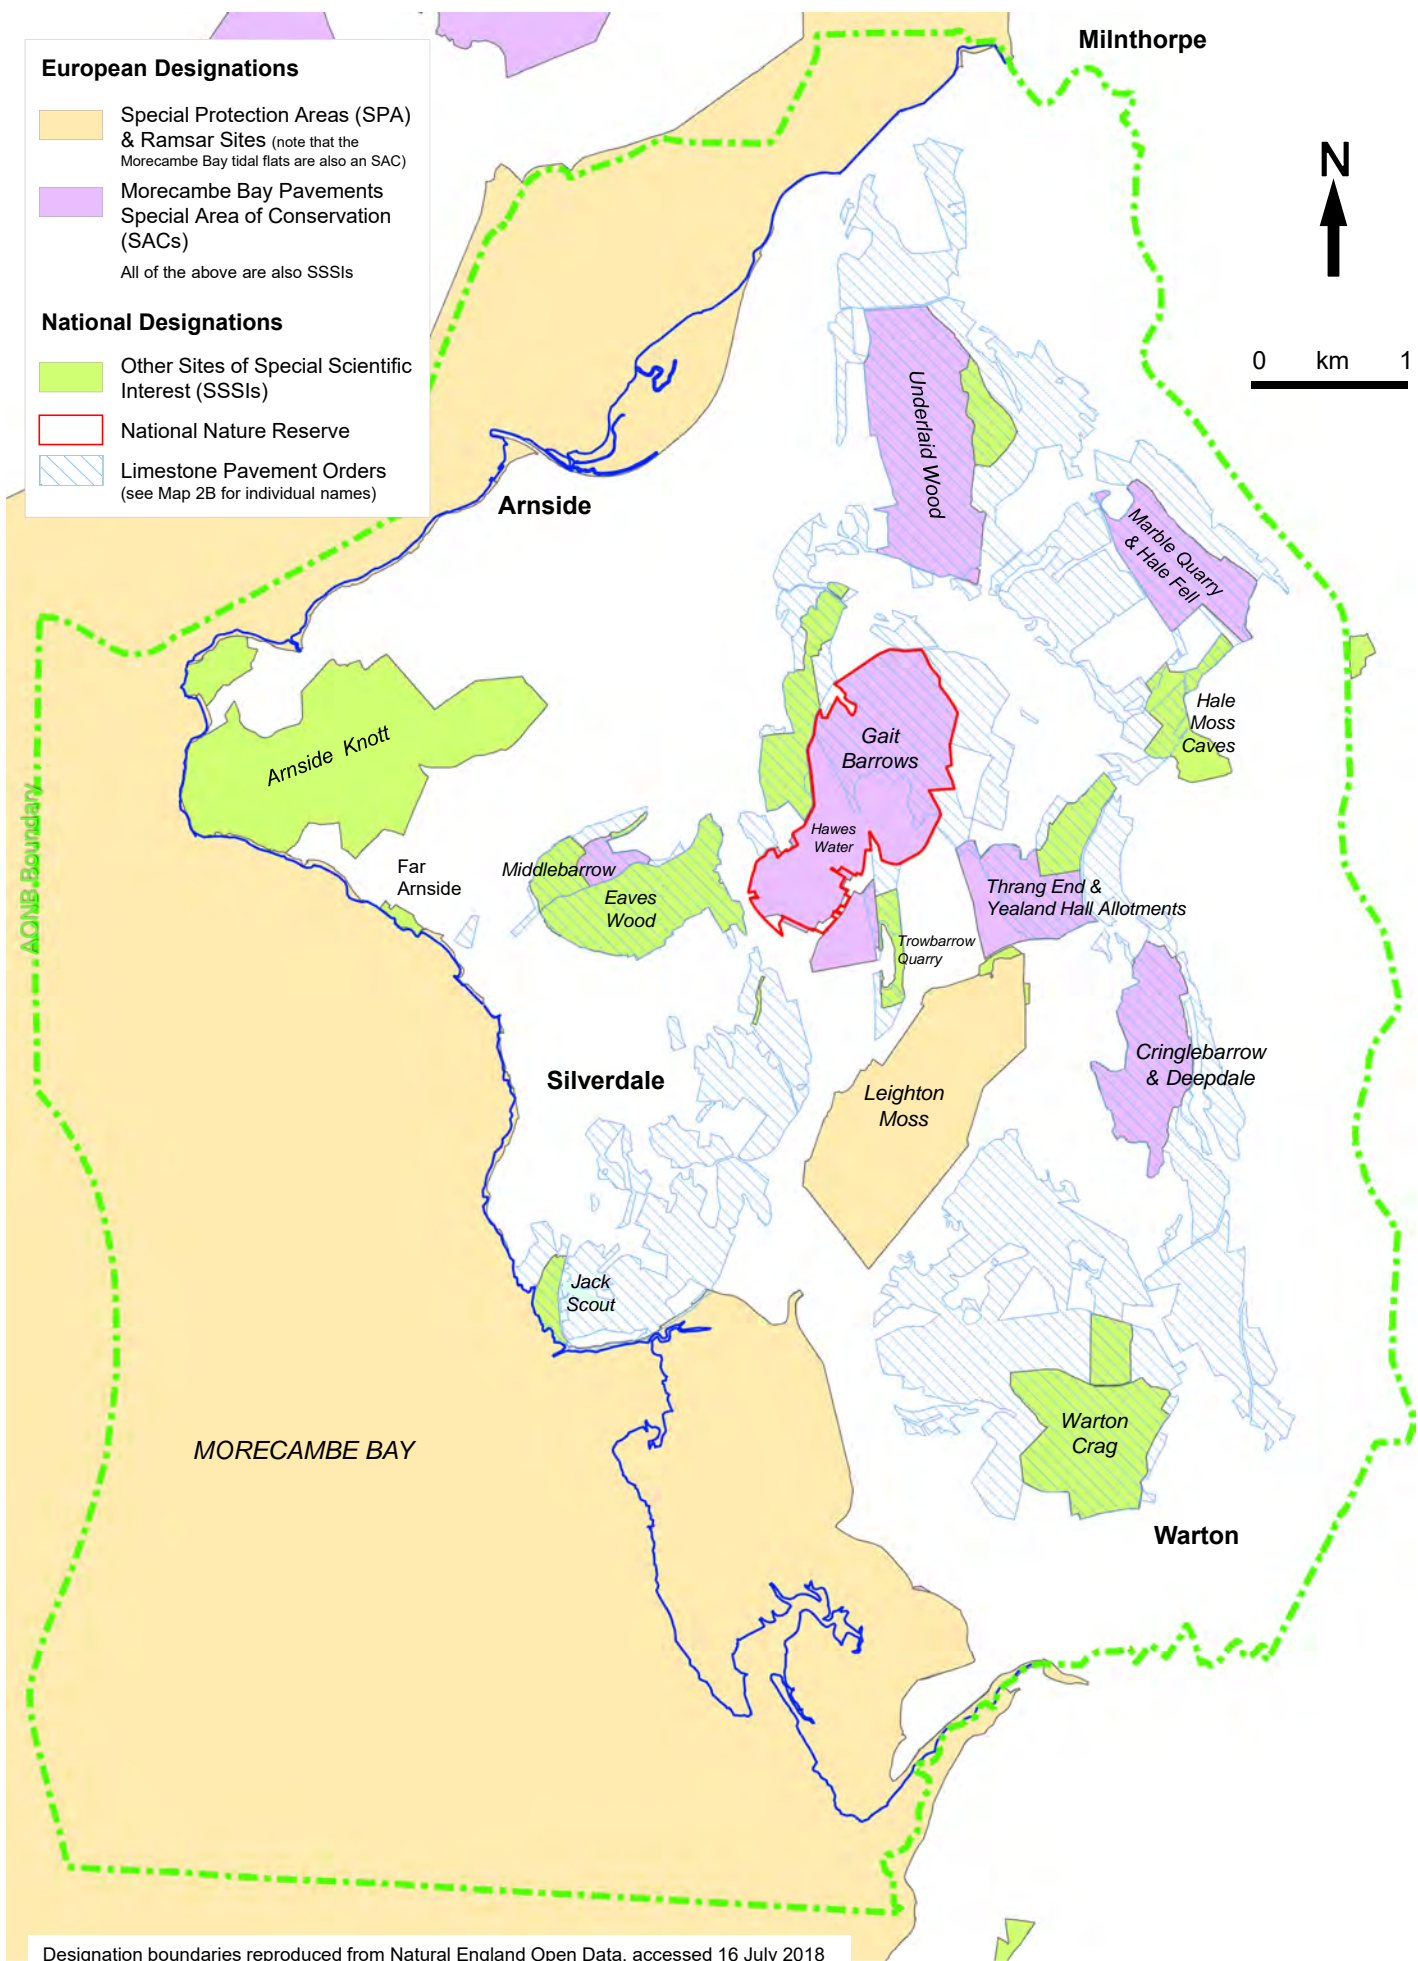 European Designations
Special Protection Areas (SPA)
& Ramsar Sites (note that the
Morecambe Bay tidal flats are also an SAC)
Morecambe Bay Pavements
Special Area of Conservation
(SACs)
All of the above are also SSSIs
National Designations
Other Sites of Special Scientific
Interest (SSSIs)
National Nature Reserve
Limestone Pavement Orders
(see Map 2B for individual names)
Milnthorpe
N
0 km 1
Underlaid Wood
Arnside
Marble Quarry
& Hale Fell
Hale
Moss
Caves
Arnside Knott
Gait
Barrows
Hawes
Water
AONB Boundary
Far
Arnside
Middlebarrow
Eaves
Wood
Thrang End &
Yealand Hall Allotments
Trowbarrow
Quarry
Cringlebarrow
& Deepdale
Silverdale
Leighton
Moss
Jack
Scout
Warton
Crag
MORECAMBE BAY
Warton
Designation boundaries reproduced from Natural England Open Data, accessed 16 July 2018